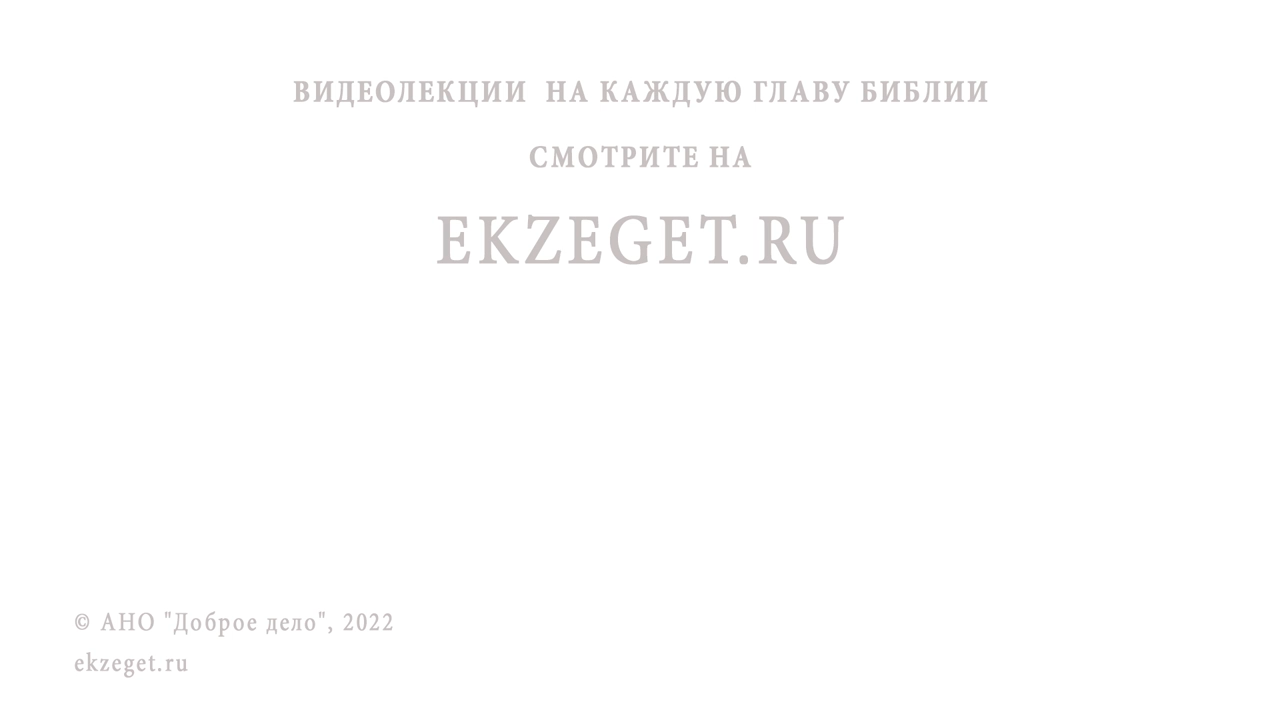 ВИДЕОЛЕКЦИИ НА КАЖДУЮ ГЛАВУ БИБЛИИ
СМОТРИТЕ НА
EKZEGET.RU
© АНО "Доброе дело", 2022
ekzeget.ru